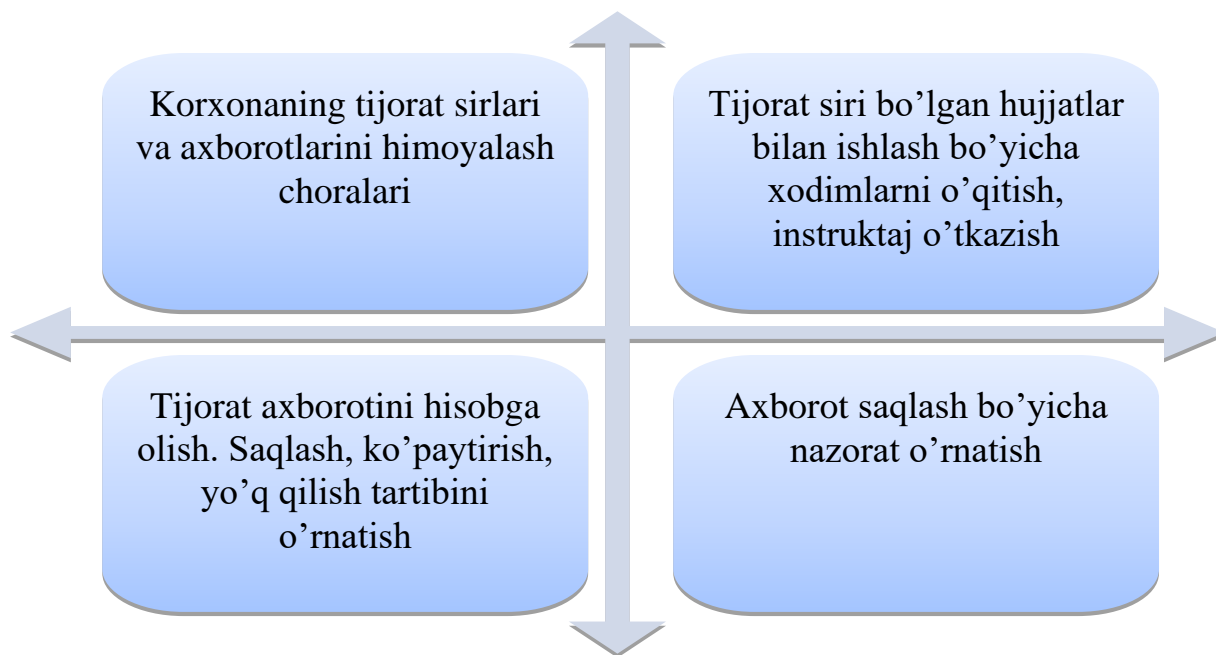 Korxonaning tijorat sirlari
va axborotlarini himoyalash
choralari
Tijorat siri bo’lgan hujjatlar
bilan ishlash bo’yicha
xodimlarni o’qitish,
instruktaj o’tkazish
Tijorat axborotini hisobga
olish. Saqlash, ko’paytirish,
yo’q qilish tartibini
o’rnatish
Axborot saqlash bo’yicha
nazorat o’rnatish